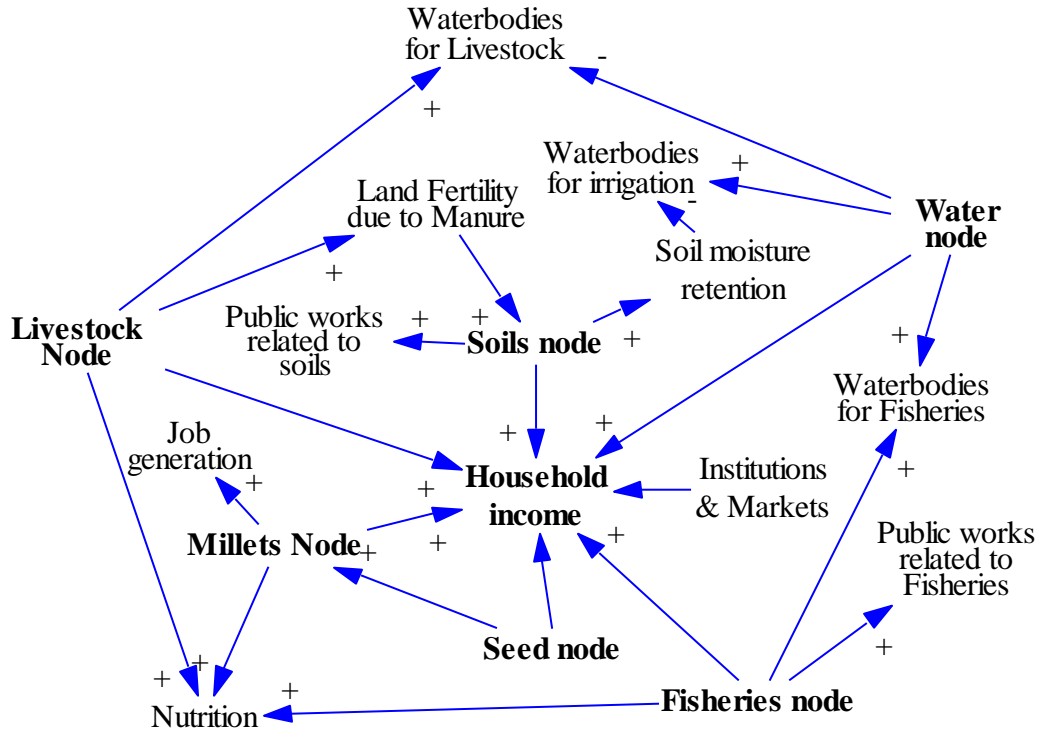 Waterbodies
for Livestock
-
+
Waterbodies
for irrigation
+
-
Land Fertility
due to Manure
+
Water
node
Soil moisture
retention
Livestock
Node
Public works
related to
soils
+
+
Soils node
+
+
Waterbodies
for Fisheries
+
+
+
Job
generation
+
Household
income
+
+
Institutions
& Markets
Millets Node
+
+
Public works
related to
Fisheries
+
Seed node
+
+
+
Nutrition
Fisheries node